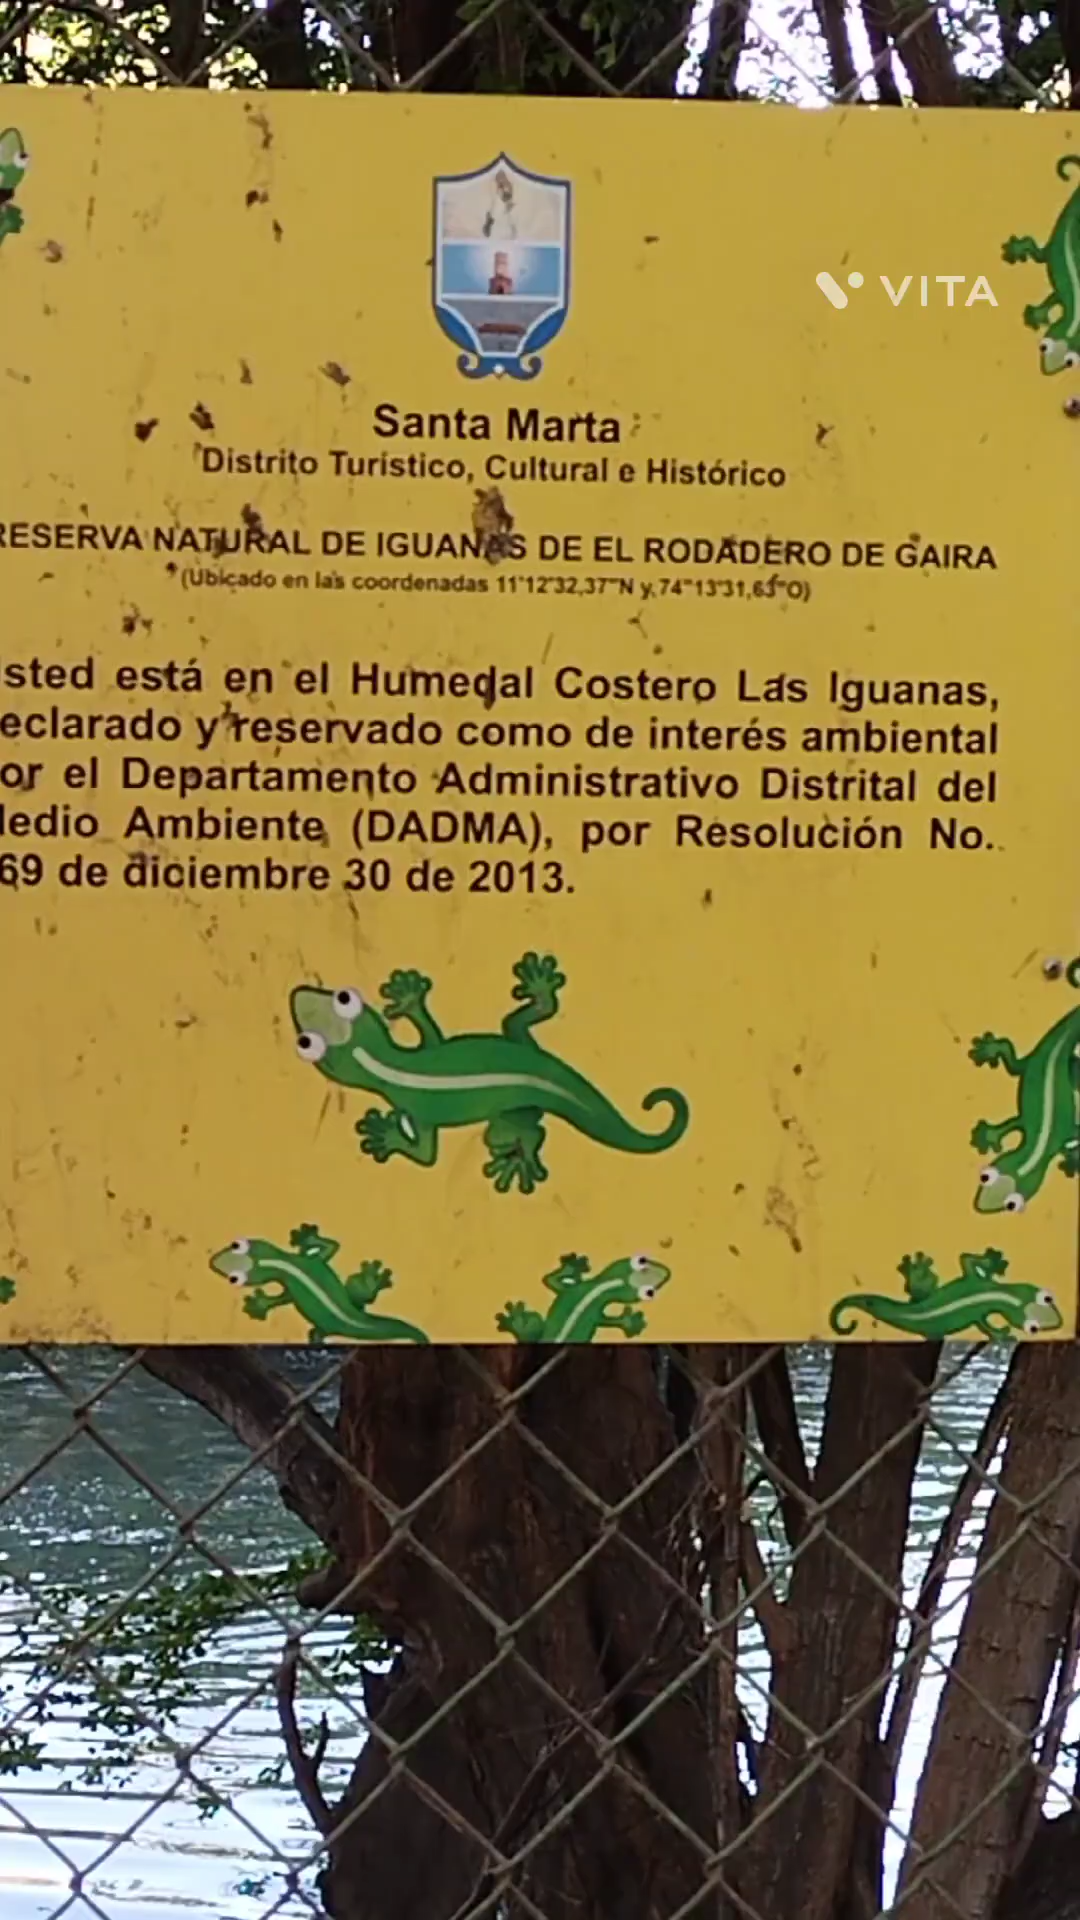 VITA
Santa Marta
Distrito Turístico, Cultural e Histórico
RESERVA NATURAL DE IGUANAS DE EL RODADERO DE GAIRA
(Ubicado en las coordenadas 11°12'32,37"N y 74°13'31,63"O)
sted está en el Humedal Costero Las Iguanas,
eclarado y reservado como de interés ambiental
or el Departamento Administrativo Distrital del
edio Ambiente (DADMA), por Resolución No.
69 de diciembre 30 de 2013.